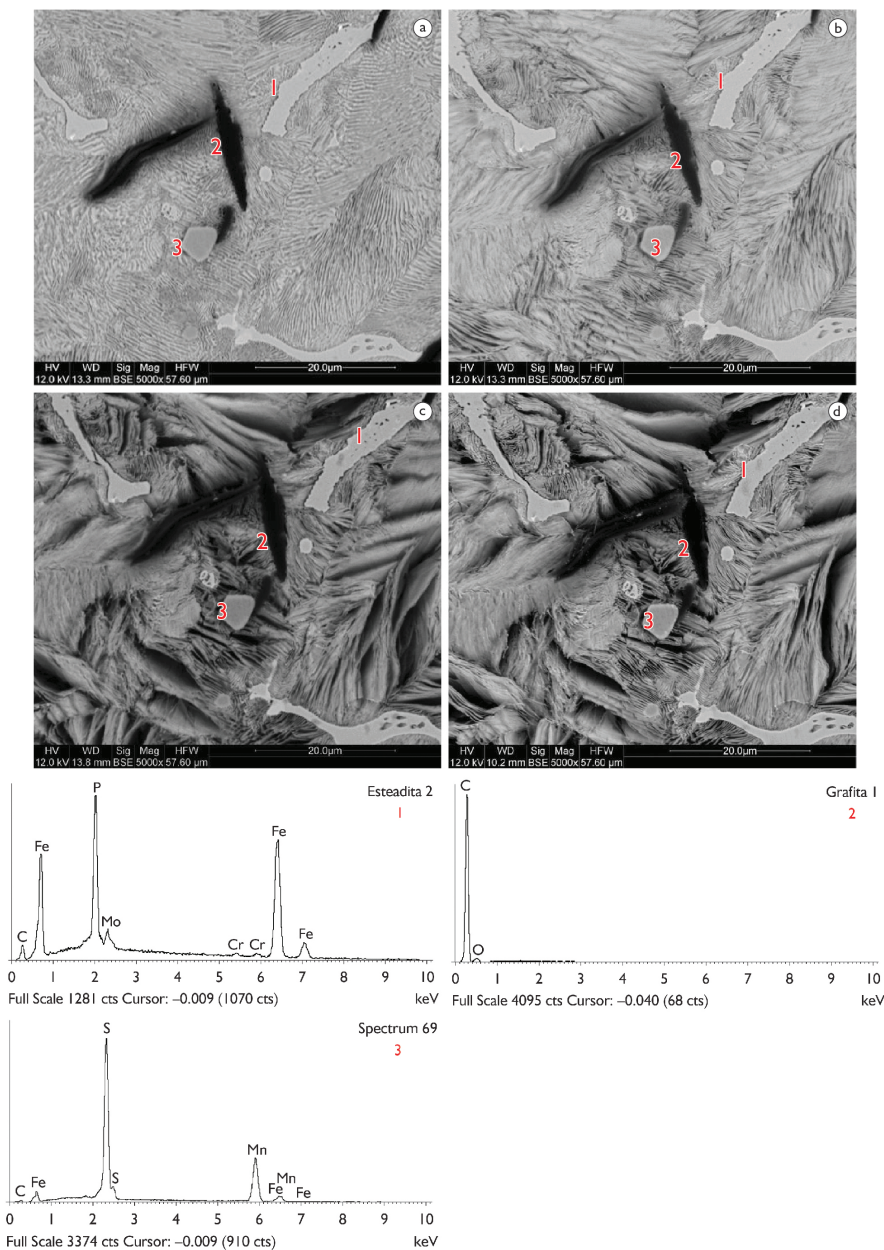 a
b
1
2
3
1
2
3
HV WD Sig Mag HFW 20.0μm
12.0 kV 13.3 mm BSE 5000x 57.60 μm
HV WD Sig Mag HFW 20.0μm
12.0 kV 13.3 mm BSE 5000x 57.60 μm
c
d
1
2
3
1
2
3
HV WD Sig Mag HFW 20.0μm
12.0 kV 13.8 mm BSE 5000x 57.60 μm
HV WD Sig Mag HFW 20.0μm
12.0 kV 10.2 mm BSE 5000x 57.60 μm
Esteadita 2
1
P
Fe
Fe
C
Mo
Cr Cr
Fe
0 1 2 3 4 5 6 7 8 9 10
Full Scale 1281 cts Cursor: –0.009 (1070 cts) keV
Grafita 1
2
C
O
0 1 2 3 4 5 6 7 8 9 10
Full Scale 4095 cts Cursor: –0.040 (68 cts) keV
Spectrum 69
3
S
C
Fe
S
Mn
Mn
Fe Fe
0 1 2 3 4 5 6 7 8 9 10
Full Scale 3374 cts Cursor: –0.009 (910 cts) keV